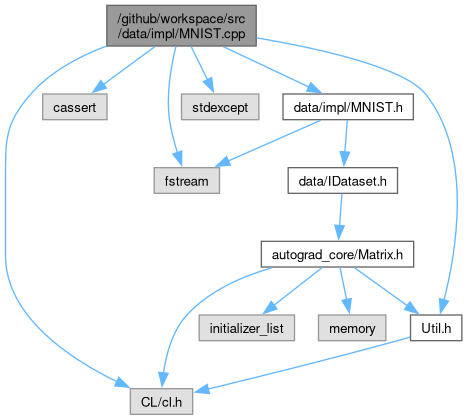 /github/workspace/src
/data/impl/MNIST.cpp
cassert
stdexcept
data/impl/MNIST.h
fstream
data/IDataset.h
autograd_core/Matrix.h
initializer_list
memory
Util.h
CL/cl.h